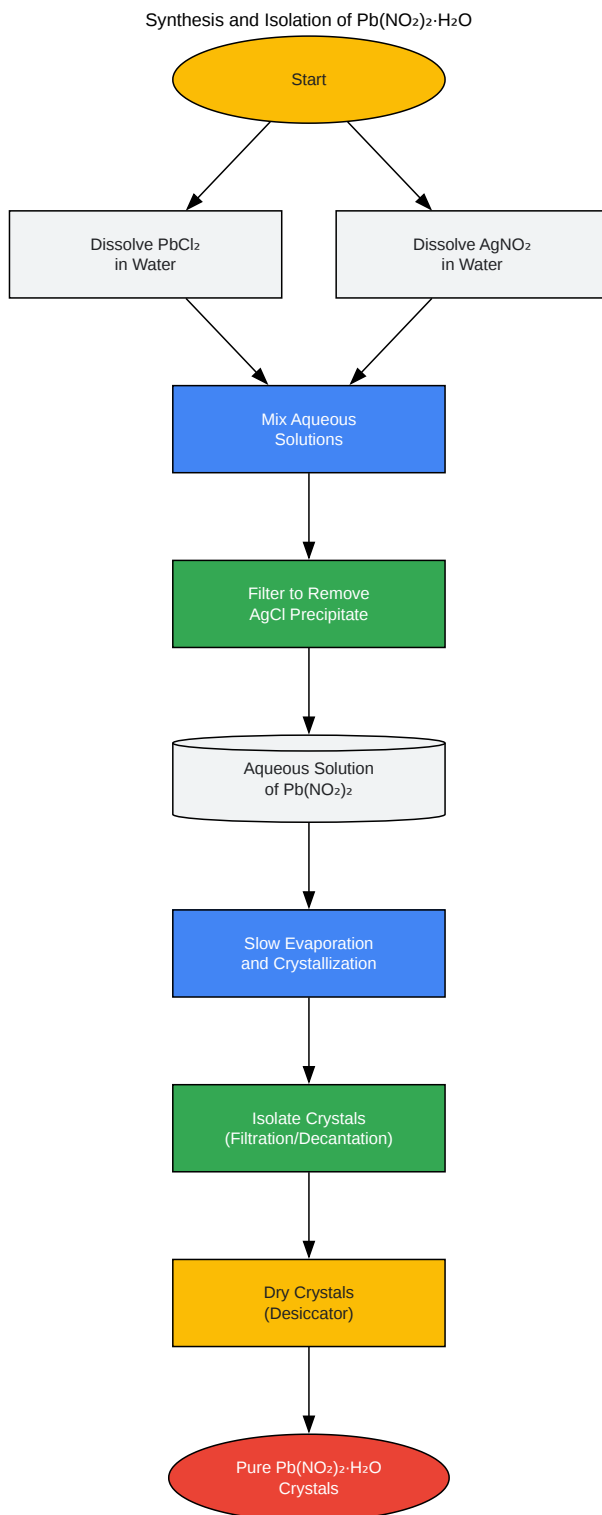 Synthesis and Isolation of Pb(NO₂)₂·H₂O
Start
Dissolve PbCl₂
in Water
Dissolve AgNO₂
in Water
Mix Aqueous
Solutions
Filter to Remove
AgCl Precipitate
Aqueous Solution
of Pb(NO₂)₂
Slow Evaporation
and Crystallization
Isolate Crystals
(Filtration/Decantation)
Dry Crystals
(Desiccator)
Pure Pb(NO₂)₂·H₂O
Crystals